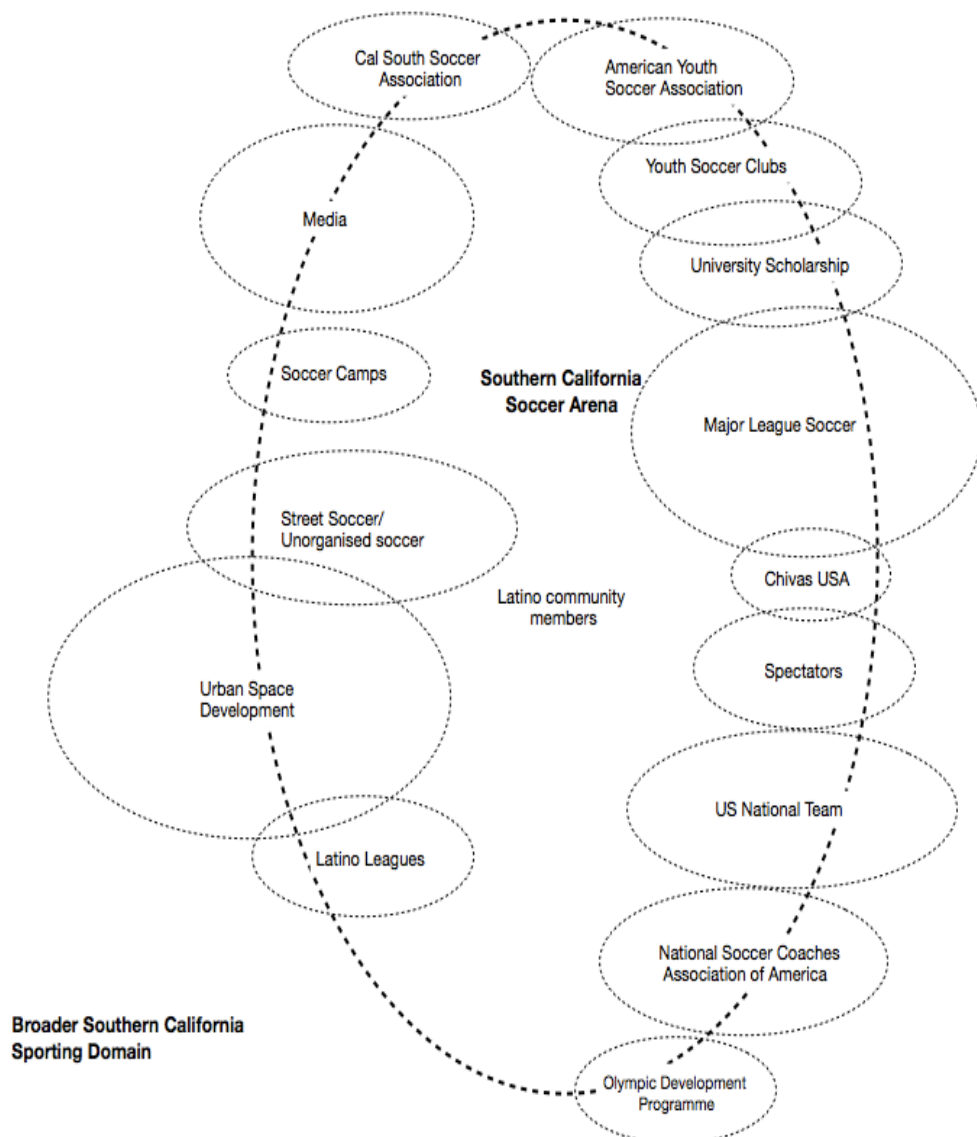 Cal South Soccer
Association
American Youth
Soccer Association
Youth Soccer Clubs
Media
University Scholarship
Soccer Camps
Southern California
Soccer Arena
Major League Soccer
Street Soccer/
Unorganised soccer
Chivas USA
Latino community
members
Spectators
Urban Space
Development
US National Team
Latino Leagues
National Soccer Coaches
Association of America
Broader Southern California
Sporting Domain
Olympic Development
Programme